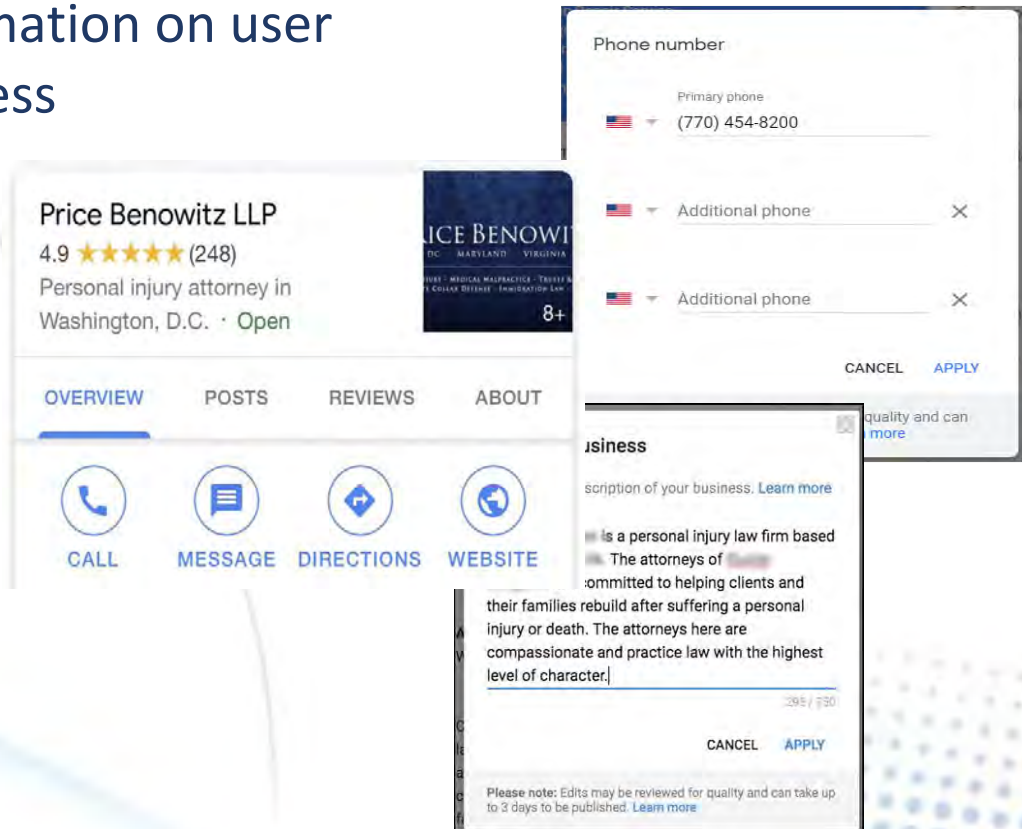 mation on user
ess
Phone number
Primary phone
(770) 454-8200
Additional phone
Additional phone
CANCEL APPLY
quality and can
more
Price Benowitz LLP
4.9 (248)
Personal injury attorney in
Washington, D.C. · Open
ICE BENOWI
DC MARYLAND VIRGINIA
8+
OVERVIEW POSTS REVIEWS ABOUT
CALL MESSAGE DIRECTIONS WEBSITE
usiness
scription of your business. Learn more
is a personal injury law firm based
The attorneys of
committed to helping clients and
their families rebuild after suffering a personal
injury or death. The attorneys here are
compassionate and practice law with the highest
level of character.
CANCEL APPLY
Please note: Edits may be reviewed for quality and can take up
to 3 days to be published. Learn more